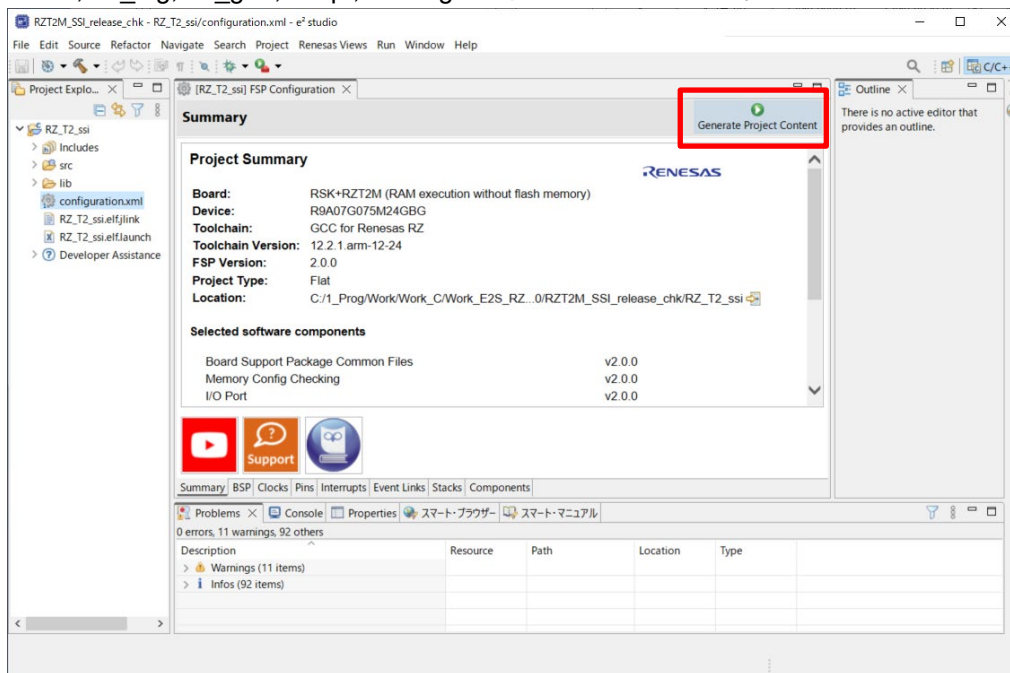 RZT2M_SSI_release_chk - RZ_T2_ssi/configuration.xml - e² studio
File Edit Source Refactor Navigate Search Project Renesas Views Run Window Help
C/C+
Project Explo...
[RZ_T2_ssi] FSP Configuration
Outline
RZ_T2_ssi
Includes
src
lib
configuration.xml
RZ_T2_ssi.elf.jlink
RZ_T2_ssi.elf.launch
Developer Assistance
Summary
Generate Project Content
There is no active editor that
provides an outline.
Project Summary
RENESAS
Board: RSK+RZT2M (RAM execution without flash memory)
Device: R9A07G075M24GBG
Toolchain: GCC for Renesas RZ
Toolchain Version: 12.2.1.arm-12-24
FSP Version: 2.0.0
Project Type: Flat
Location: C:/1_Prog/Work/Work_C/Work_E2S_RZ...0/RZT2M_SSI_release_chk/RZ_T2_ssi
Selected software components
Board Support Package Common Files v2.0.0
Memory Config Checking v2.0.0
I/O Port v2.0.0
Support
Summary BSP Clocks Pins Interrupts Event Links Stacks Components
Problems Console Properties スマート・ブラウザー スマート・マニュアル
0 errors, 11 warnings, 92 others
Description Resource Path Location Type
Warnings (11 items)
Infos (92 items)